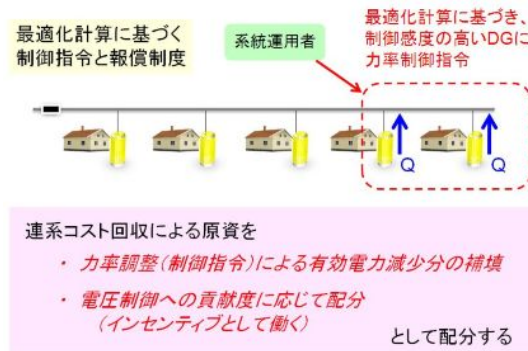 最適化計算に基づく
制御指令と報償制度
系統運用者
最適化計算に基づき、
制御感度の高いDGに
力率制御指令
Q
Q
連系コスト回収による原資を
・ 力率調整(制御指令)による有効電力減少分の補填
・ 電圧制御への貢献度に応じて配分
(インセンティブとして働く)
として配分する